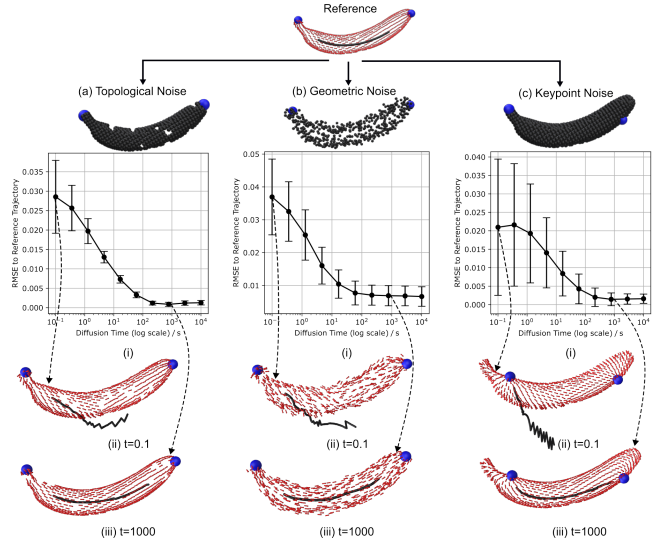 Reference
(a) Topological Noise
(b) Geometric Noise
(c) Keypoint Noise
RMSE to Reference Trajectory
0.035
0.030
0.025
0.020
0.015
0.010
0.005
0.000
10⁻¹ 10⁰ 10¹ 10² 10³ 10⁴
Diffusion Time (log scale) / s
(i)
RMSE to Reference Trajectory
0.05
0.04
0.03
0.02
0.01
10⁻¹ 10⁰ 10¹ 10² 10³ 10⁴
Diffusion Time (log scale) / s
(i)
RMSE to Reference Trajectory
0.040
0.035
0.030
0.025
0.020
0.015
0.010
0.005
0.000
10⁻¹ 10⁰ 10¹ 10² 10³ 10⁴
Diffusion Time (log scale) / s
(i)
(ii) t=0.1
(ii) t=0.1
(ii) t=0.1
(iii) t=1000
(iii) t=1000
(iii) t=1000